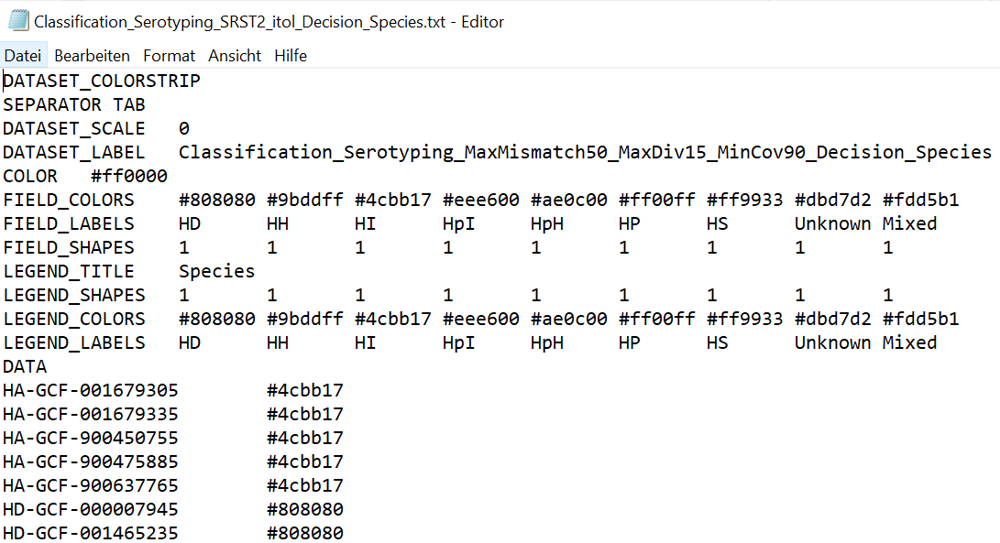 Classification_Serotyping_SRST2_itol_Decision_Species.txt - Editor
Datei Bearbeiten Format Ansicht Hilfe
DATASET_COLORSTRIP
SEPARATOR TAB
DATASET_SCALE 0
DATASET_LABEL Classification_Serotyping_MaxMismatch50_MaxDiv15_MinCov90_Decision_Species
COLOR #ff0000
FIELD_COLORS #808080 #9bddff #4cbb17 #eee600 #ae0c00 #ff00ff #ff9933 #dbd7d2 #fdd5b1
FIELD_LABELS HD HH HI HpI HpH HP HS Unknown Mixed
FIELD_SHAPES 1 1 1 1 1 1 1 1 1
LEGEND_TITLE Species
LEGEND_SHAPES 1 1 1 1 1 1 1 1 1
LEGEND_COLORS #808080 #9bddff #4cbb17 #eee600 #ae0c00 #ff00ff #ff9933 #dbd7d2 #fdd5b1
LEGEND_LABELS HD HH HI HpI HpH HP HS Unknown Mixed
DATA
HA-GCF-001679305 #4cbb17
HA-GCF-001679335 #4cbb17
HA-GCF-900450755 #4cbb17
HA-GCF-900475885 #4cbb17
HA-GCF-900637765 #4cbb17
HD-GCF-000007945 #808080
HD-GCF-001465235 #808080